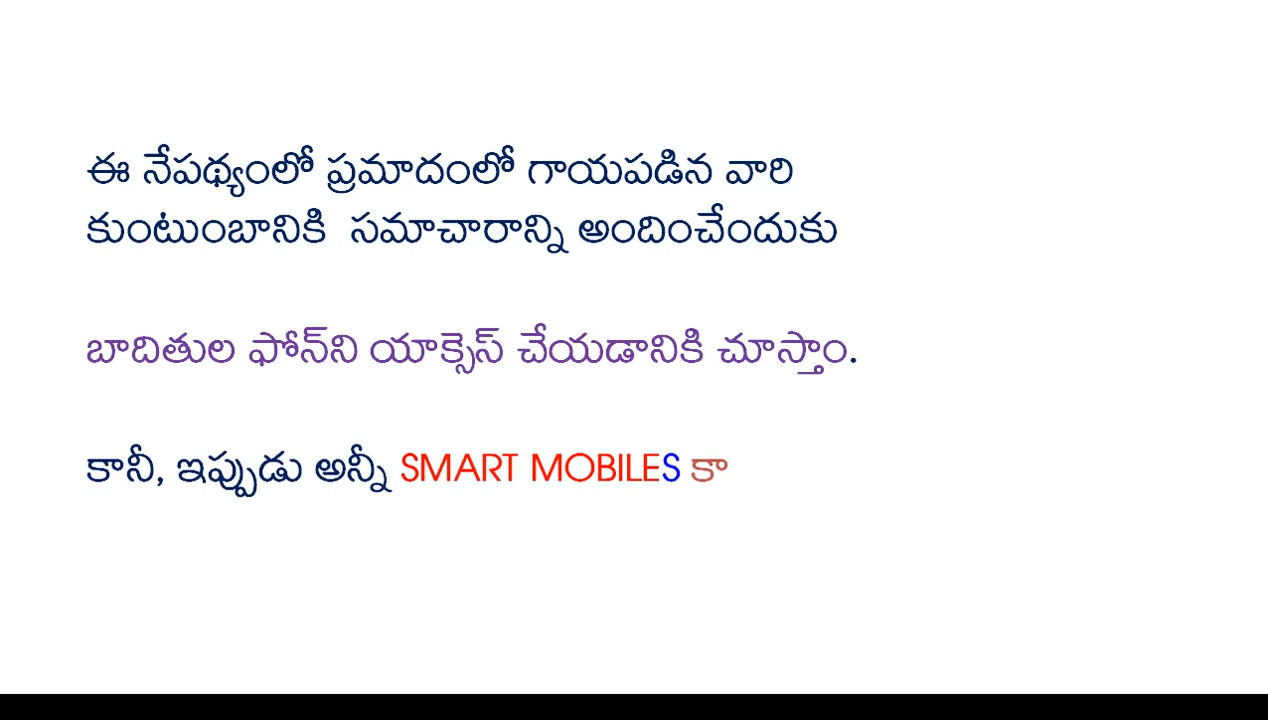 ఈ నేపథ్యంలో ప్రమాదంలో గాయపడిన వారి
కుంటుంబానికి సమాచారాన్ని అందించేందుకు
బాదితుల ఫోన్‌ని యాక్సెస్ చేయడానికి చూస్తాం.
కానీ, ఇప్పుడు అన్నీ SMART MOBILES కా